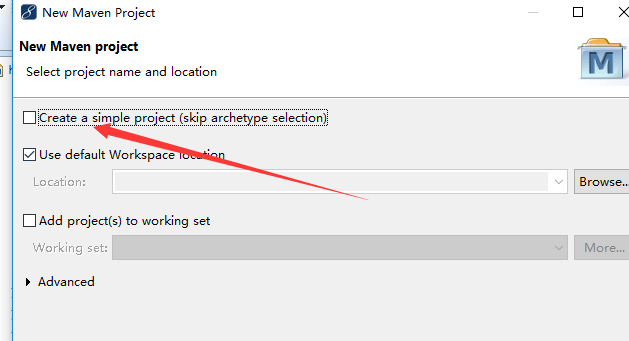 New Maven Project
New Maven project
Select project name and location
M
Create a simple project (skip archetype selection)
Use default Workspace location
Location:
Browse...
Add project(s) to working set
Working set:
More...
Advanced